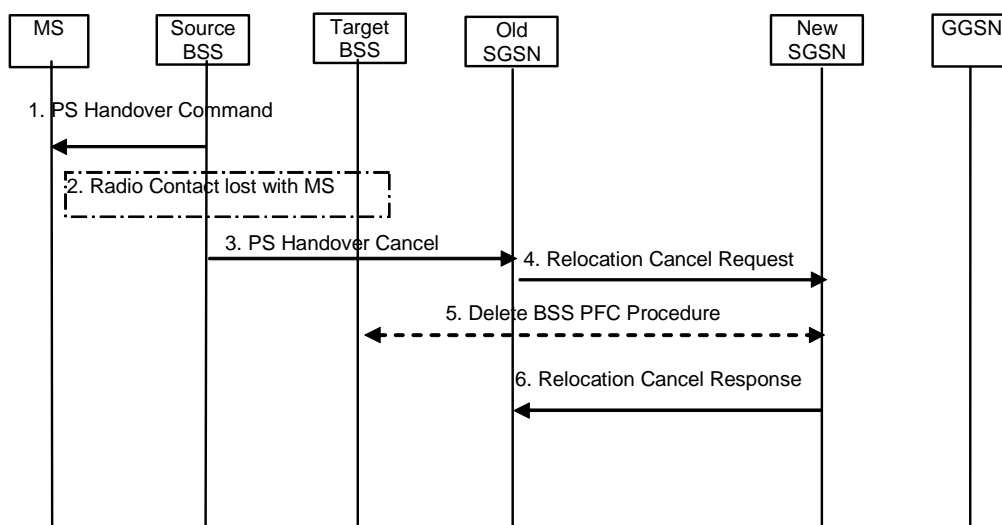 MS
Source
BSS
Target
BSS
Old
SGSN
New
SGSN
GGSN
1. PS Handover Command
2. Radio Contact lost with MS
3. PS Handover Cancel
4. Relocation Cancel Request
5. Delete BSS PFC Procedure
6. Relocation Cancel Response